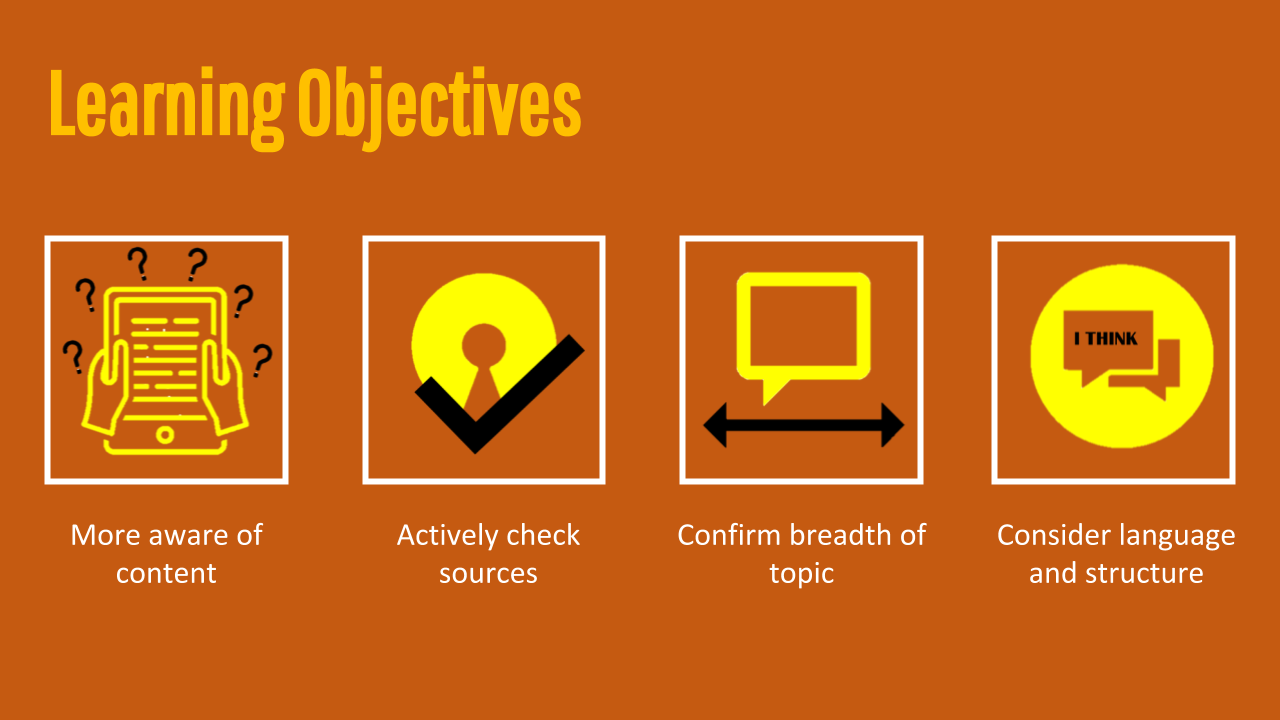 Learning Objectives
? ? ? ? ? ?
I THINK
More aware of
content
Actively check
sources
Confirm breadth of
topic
Consider language
and structure